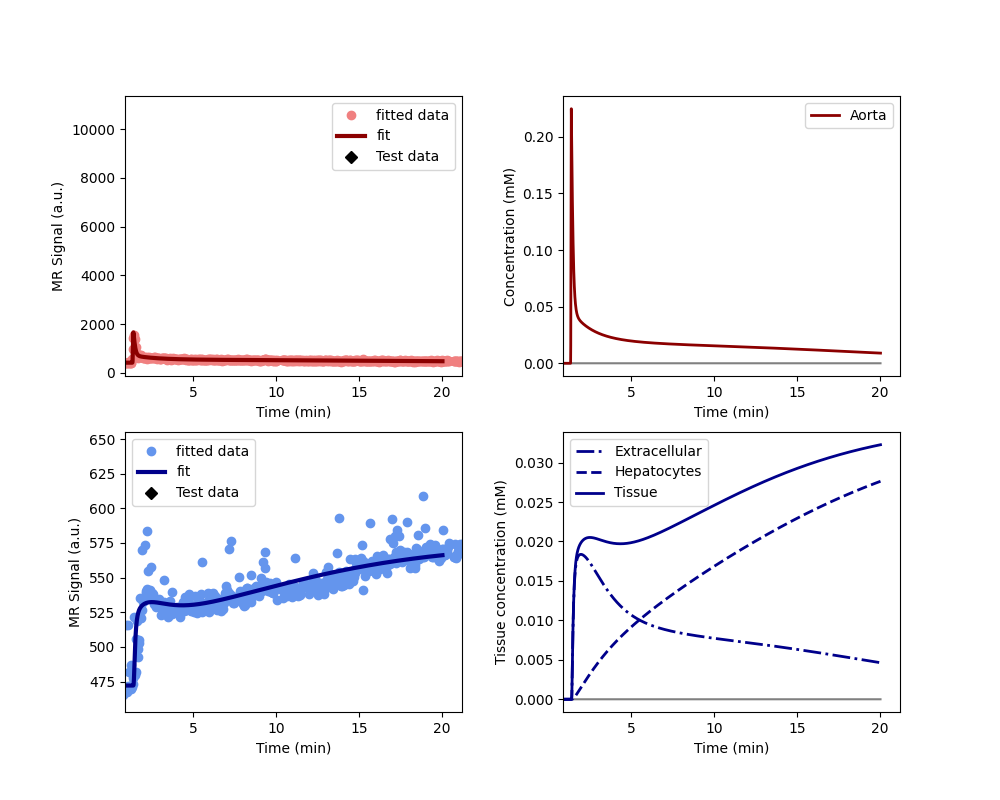 10000
8000
6000
4000
2000
0
MR Signal (a.u.)
fitted data
fit
Test data
5
10
15
20
Time (min)
0.20
0.15
0.10
0.05
0.00
Concentration (mM)
Aorta
5
10
15
20
Time (min)
650
625
600
575
550
525
500
475
MR Signal (a.u.)
fitted data
fit
Test data
5
10
15
20
Time (min)
0.030
0.025
0.020
0.015
0.010
0.005
0.000
Tissue concentration (mM)
Extracellular
Hepatocytes
Tissue
5
10
15
20
Time (min)